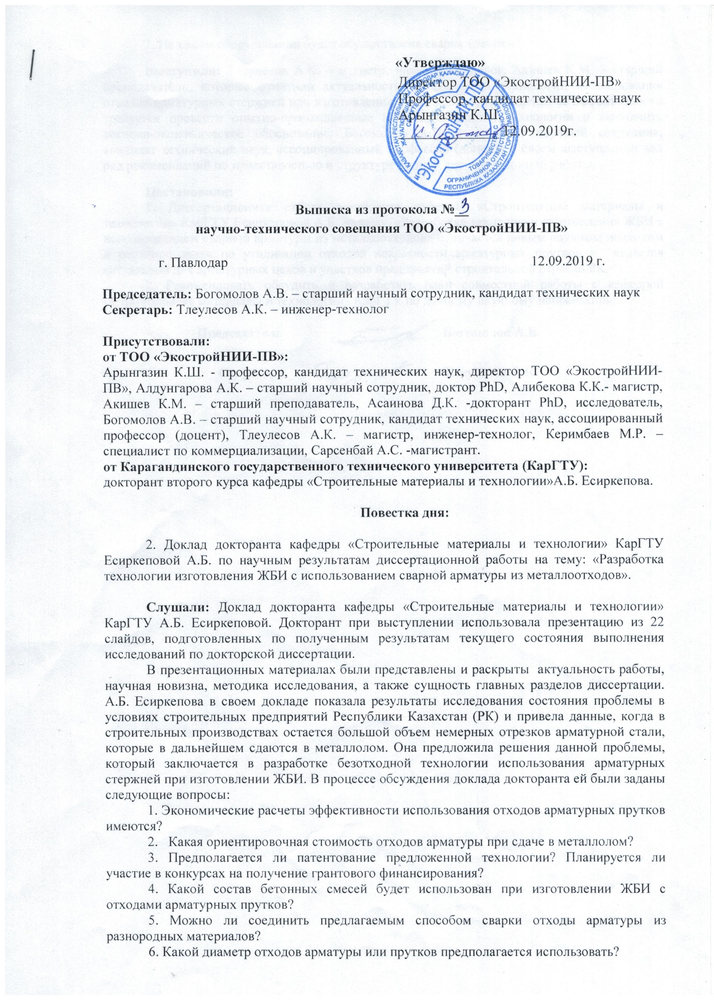 «Утверждаю»
Директор ТОО «ЭкостройНИИ-ПВ»
Профессор, кандидат технических наук
Арынгазин К.Ш.
12.09.2019г.
ҚАЗАҚСТАН РЕСПУБЛИКАСЫ ПАВЛОДАР ҚАЛАСЫ
ЖАУАПКЕРШІЛІГІ ШЕКТЕУЛІ
СЕРІКТЕСТІГІ
«ЭкостройНИИ-ПВ»
ТОВАРИЩЕСТВО С
ОГРАНИЧЕННОЙ ОТВЕТСТВЕННОСТЬЮ
РЕСПУБЛИКА КАЗАХСТАН ГОРОД ПАВЛОДАР
Выписка из протокола № 3
научно-технического совещания ТОО «ЭкостройНИИ-ПВ»
г. Павлодар 12.09.2019 г.
Председатель: Богомолов А.В. – старший научный сотрудник, кандидат технических наук
Секретарь: Тлеулесов А.К. – инженер-технолог
Присутствовали:
от ТОО «ЭкостройНИИ-ПВ»:
Арынгазин К.Ш. - профессор, кандидат технических наук, директор ТОО «ЭкостройНИИ-
ПВ», Алдунгарова А.К. – старший научный сотрудник, доктор PhD, Алибекова К.К.- магистр,
Акишев К.М. – старший преподаватель, Асаинова Д.К. -докторант PhD, исследователь,
Богомолов А.В. – старший научный сотрудник, кандидат технических наук, ассоциированный
профессор (доцент), Тлеулесов А.К. – магистр, инженер-технолог, Керимбаев М.Р. –
специалист по коммерциализации, Сарсенбай А.С. -магистрант.
от Карагандинского государственного технического университета (КарГТУ):
докторант второго курса кафедры «Строительные материалы и технологии»А.Б. Есиркепова.
Повестка дня:
2. Доклад докторанта кафедры «Строительные материалы и технологии» КарГТУ
Есиркеповой А.Б. по научным результатам диссертационной работы на тему: «Разработка
технологии изготовления ЖБИ с использованием сварной арматуры из металлоотходов».
Слушали: Доклад докторанта кафедры «Строительные материалы и технологии»
КарГТУ А.Б. Есиркеповой. Докторант при выступлении использовала презентацию из 22
слайдов, подготовленных по полученным результатам текущего состояния выполнения
исследований по докторской диссертации.
В презентационных материалах были представлены и раскрыты актуальность работы,
научная новизна, методика исследования, а также сущность главных разделов диссертации.
А.Б. Есиркепова в своем докладе показала результаты исследования состояния проблемы в
условиях строительных предприятий Республики Казахстан (РК) и привела данные, когда в
строительных производствах остается большой объем немерных отрезков арматурной стали,
которые в дальнейшем сдаются в металлолом. Она предложила решения данной проблемы,
который заключается в разработке безотходной технологии использования арматурных
стержней при изготовлении ЖБИ. В процессе обсуждения доклада докторанта ей были заданы
следующие вопросы:
1. Экономические расчеты эффективности использования отходов арматурных прутков
имеются?
2. Какая ориентировочная стоимость отходов арматуры при сдаче в металлолом?
3. Предполагается ли патентование предложенной технологии? Планируется ли
участие в конкурсах на получение грантового финансирования?
4. Какой состав бетонных смесей будет использован при изготовлении ЖБИ с
отходами арматурных прутков?
5. Можно ли соединить предлагаемым способом сварки отходы арматуры из
разнородных материалов?
6. Какой диаметр отходов арматуры или прутков предполагается использовать?